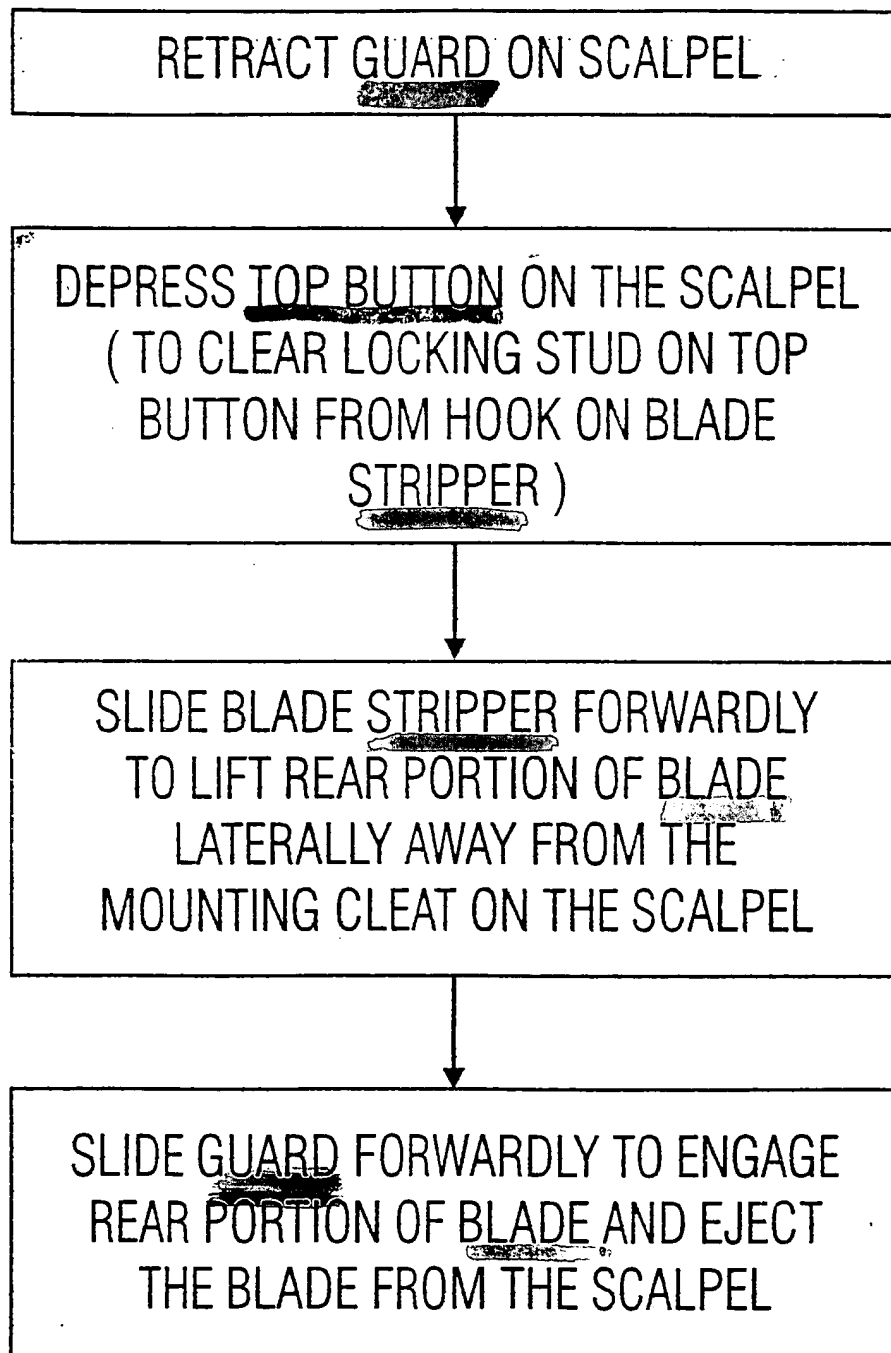 RETRACT GUARD ON SCALPEL
DEPRESS TOP BUTTON ON THE SCALPEL
( TO CLEAR LOCKING STUD ON TOP
BUTTON FROM HOOK ON BLADE
STRIPPER )
SLIDE BLADE STRIPPER FORWARDLY
TO LIFT REAR PORTION OF BLADE
LATERALLY AWAY FROM THE
MOUNTING CLEAT ON THE SCALPEL
SLIDE GUARD FORWARDLY TO ENGAGE
REAR PORTION OF BLADE AND EJECT
THE BLADE FROM THE SCALPEL